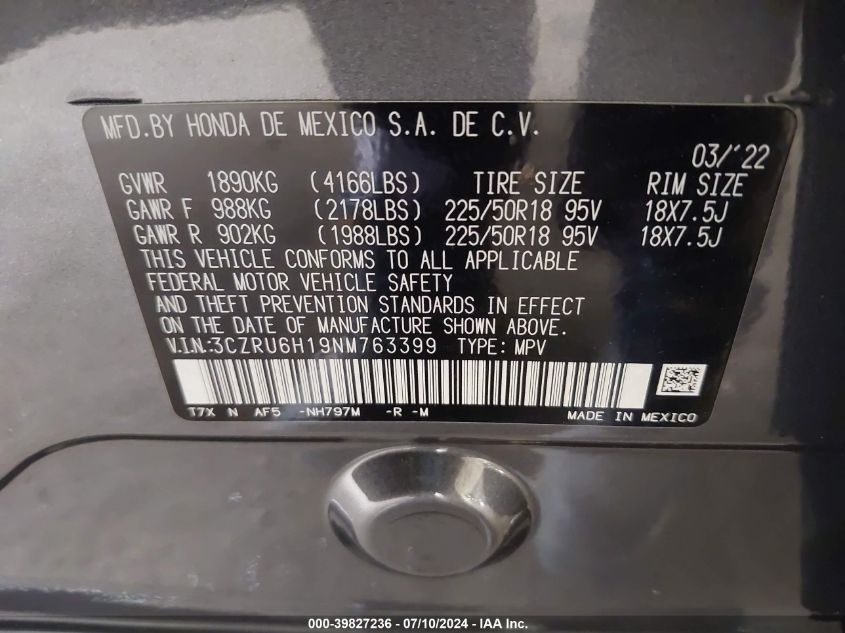 MFD.BY HONDA DE MEXICO S.A. DE C.V.
03/'22
GVWR 1890KG (4166LBS) TIRE SIZE RIM SIZE
GAWR F 988KG (2178LBS) 225/50R18 95V 18X7.5J
GAWR R 902KG (1988LBS) 225/50R18 95V 18X7.5J
THIS VEHICLE CONFORMS TO ALL APPLICABLE
FEDERAL MOTOR VEHICLE SAFETY
AND THEFT PREVENTION STANDARDS IN EFFECT
ON THE DATE OF MANUFACTURE SHOWN ABOVE.
V.I.N:3CZRU6H19NM763399 TYPE: MPV
T7X N AF5 -NH797M -R -M MADE IN MEXICO
000-39827236 - 07/10/2024 - IAA Inc.